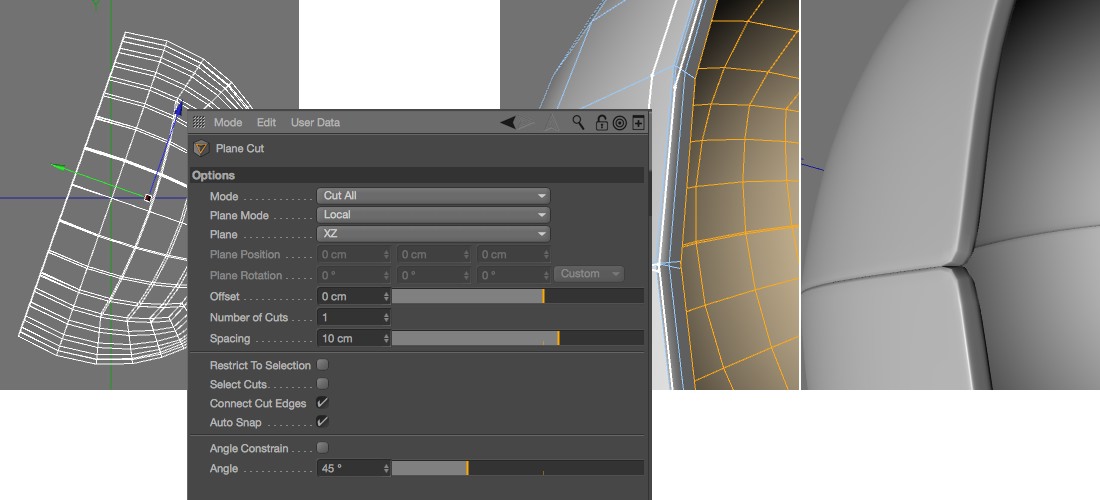 Mode Edit User Data
Plane Cut
Options
Mode Cut All
Plane Mode Local
Plane XZ
Plane Position 0 cm 0 cm 0 cm
Plane Rotation 0 ° 0 ° 0 ° Custom
Offset 0 cm
Number of Cuts 1
Spacing 10 cm
Restrict To Selection
Select Cuts
Connect Cut Edges
Auto Snap
Angle Constrain
Angle 45 °